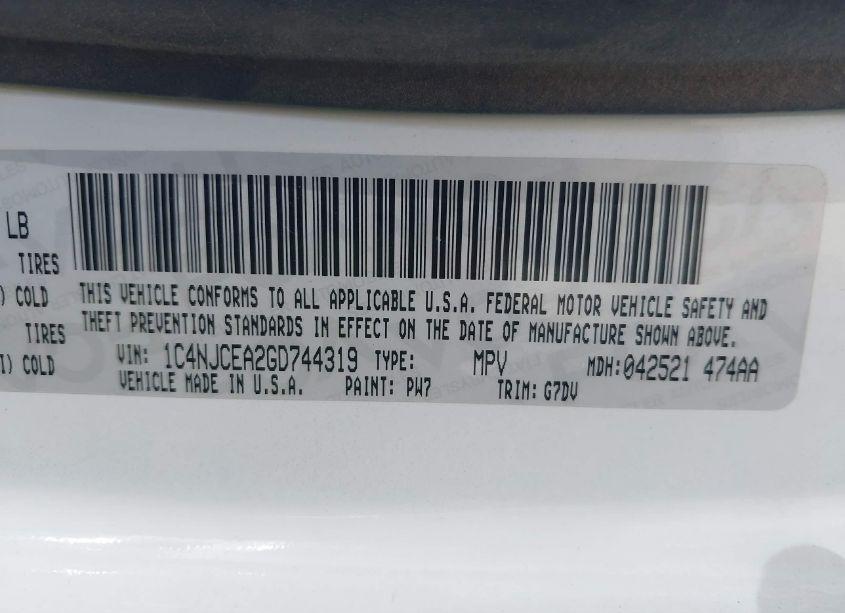 LB
TIRES
) COLD
THIS VEHICLE CONFORMS TO ALL APPLICABLE U.S.A. FEDERAL MOTOR VEHICLE SAFETY AND
THEFT PREVENTION STANDARDS IN EFFECT ON THE DATE OF MANUFACTURE SHOWN ABOVE.
TIRES
) COLD
VIN: 1C4NJCEA2GD744319 TYPE: MPV MDH:042521 474AA
VEHICLE MADE IN U.S.A. PAINT: PW7 TRIM: G7DV